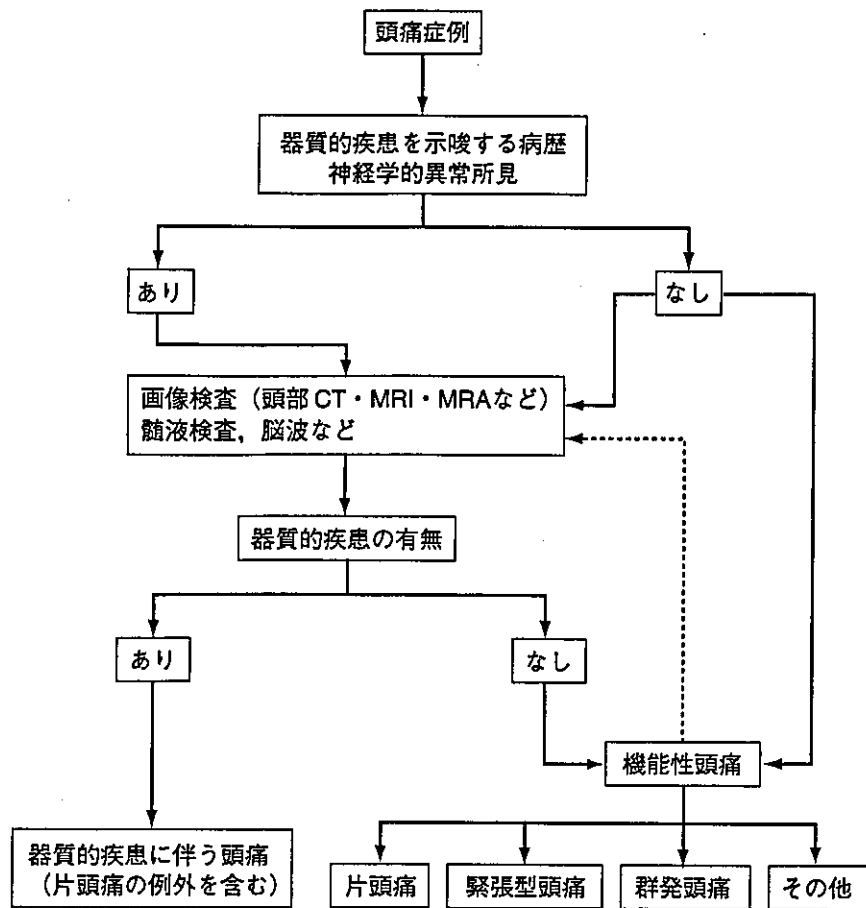 頭痛症例
器質的疾患を示唆する病歴
神経学的異常所見
あり
なし
画像検査（頭部CT・MRI・MRAなど）
髄液検査，脳波など
器質的疾患の有無
あり
なし
機能性頭痛
器質的疾患に伴う頭痛
（片頭痛の例外を含む）
片頭痛
緊張型頭痛
群発頭痛
その他